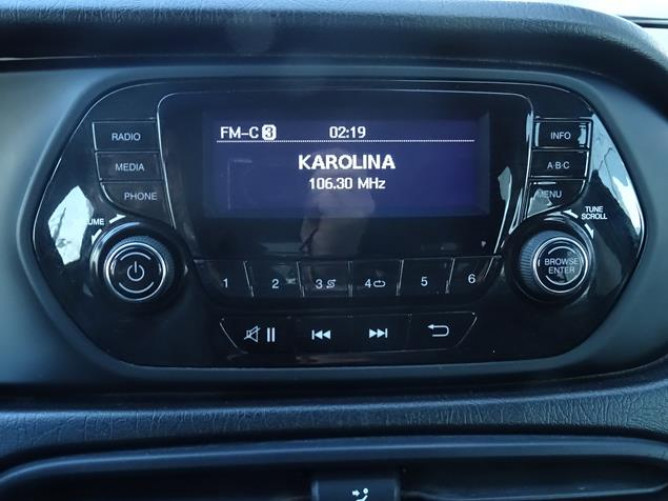 FM-C 3 02:19
KAROLINA
106.30 MHz
RADIO
MEDIA
PHONE
INFO
A·B·C
MENU
TUNE
SCROLL
BROWSE
ENTER
1 2 3 4 5 6